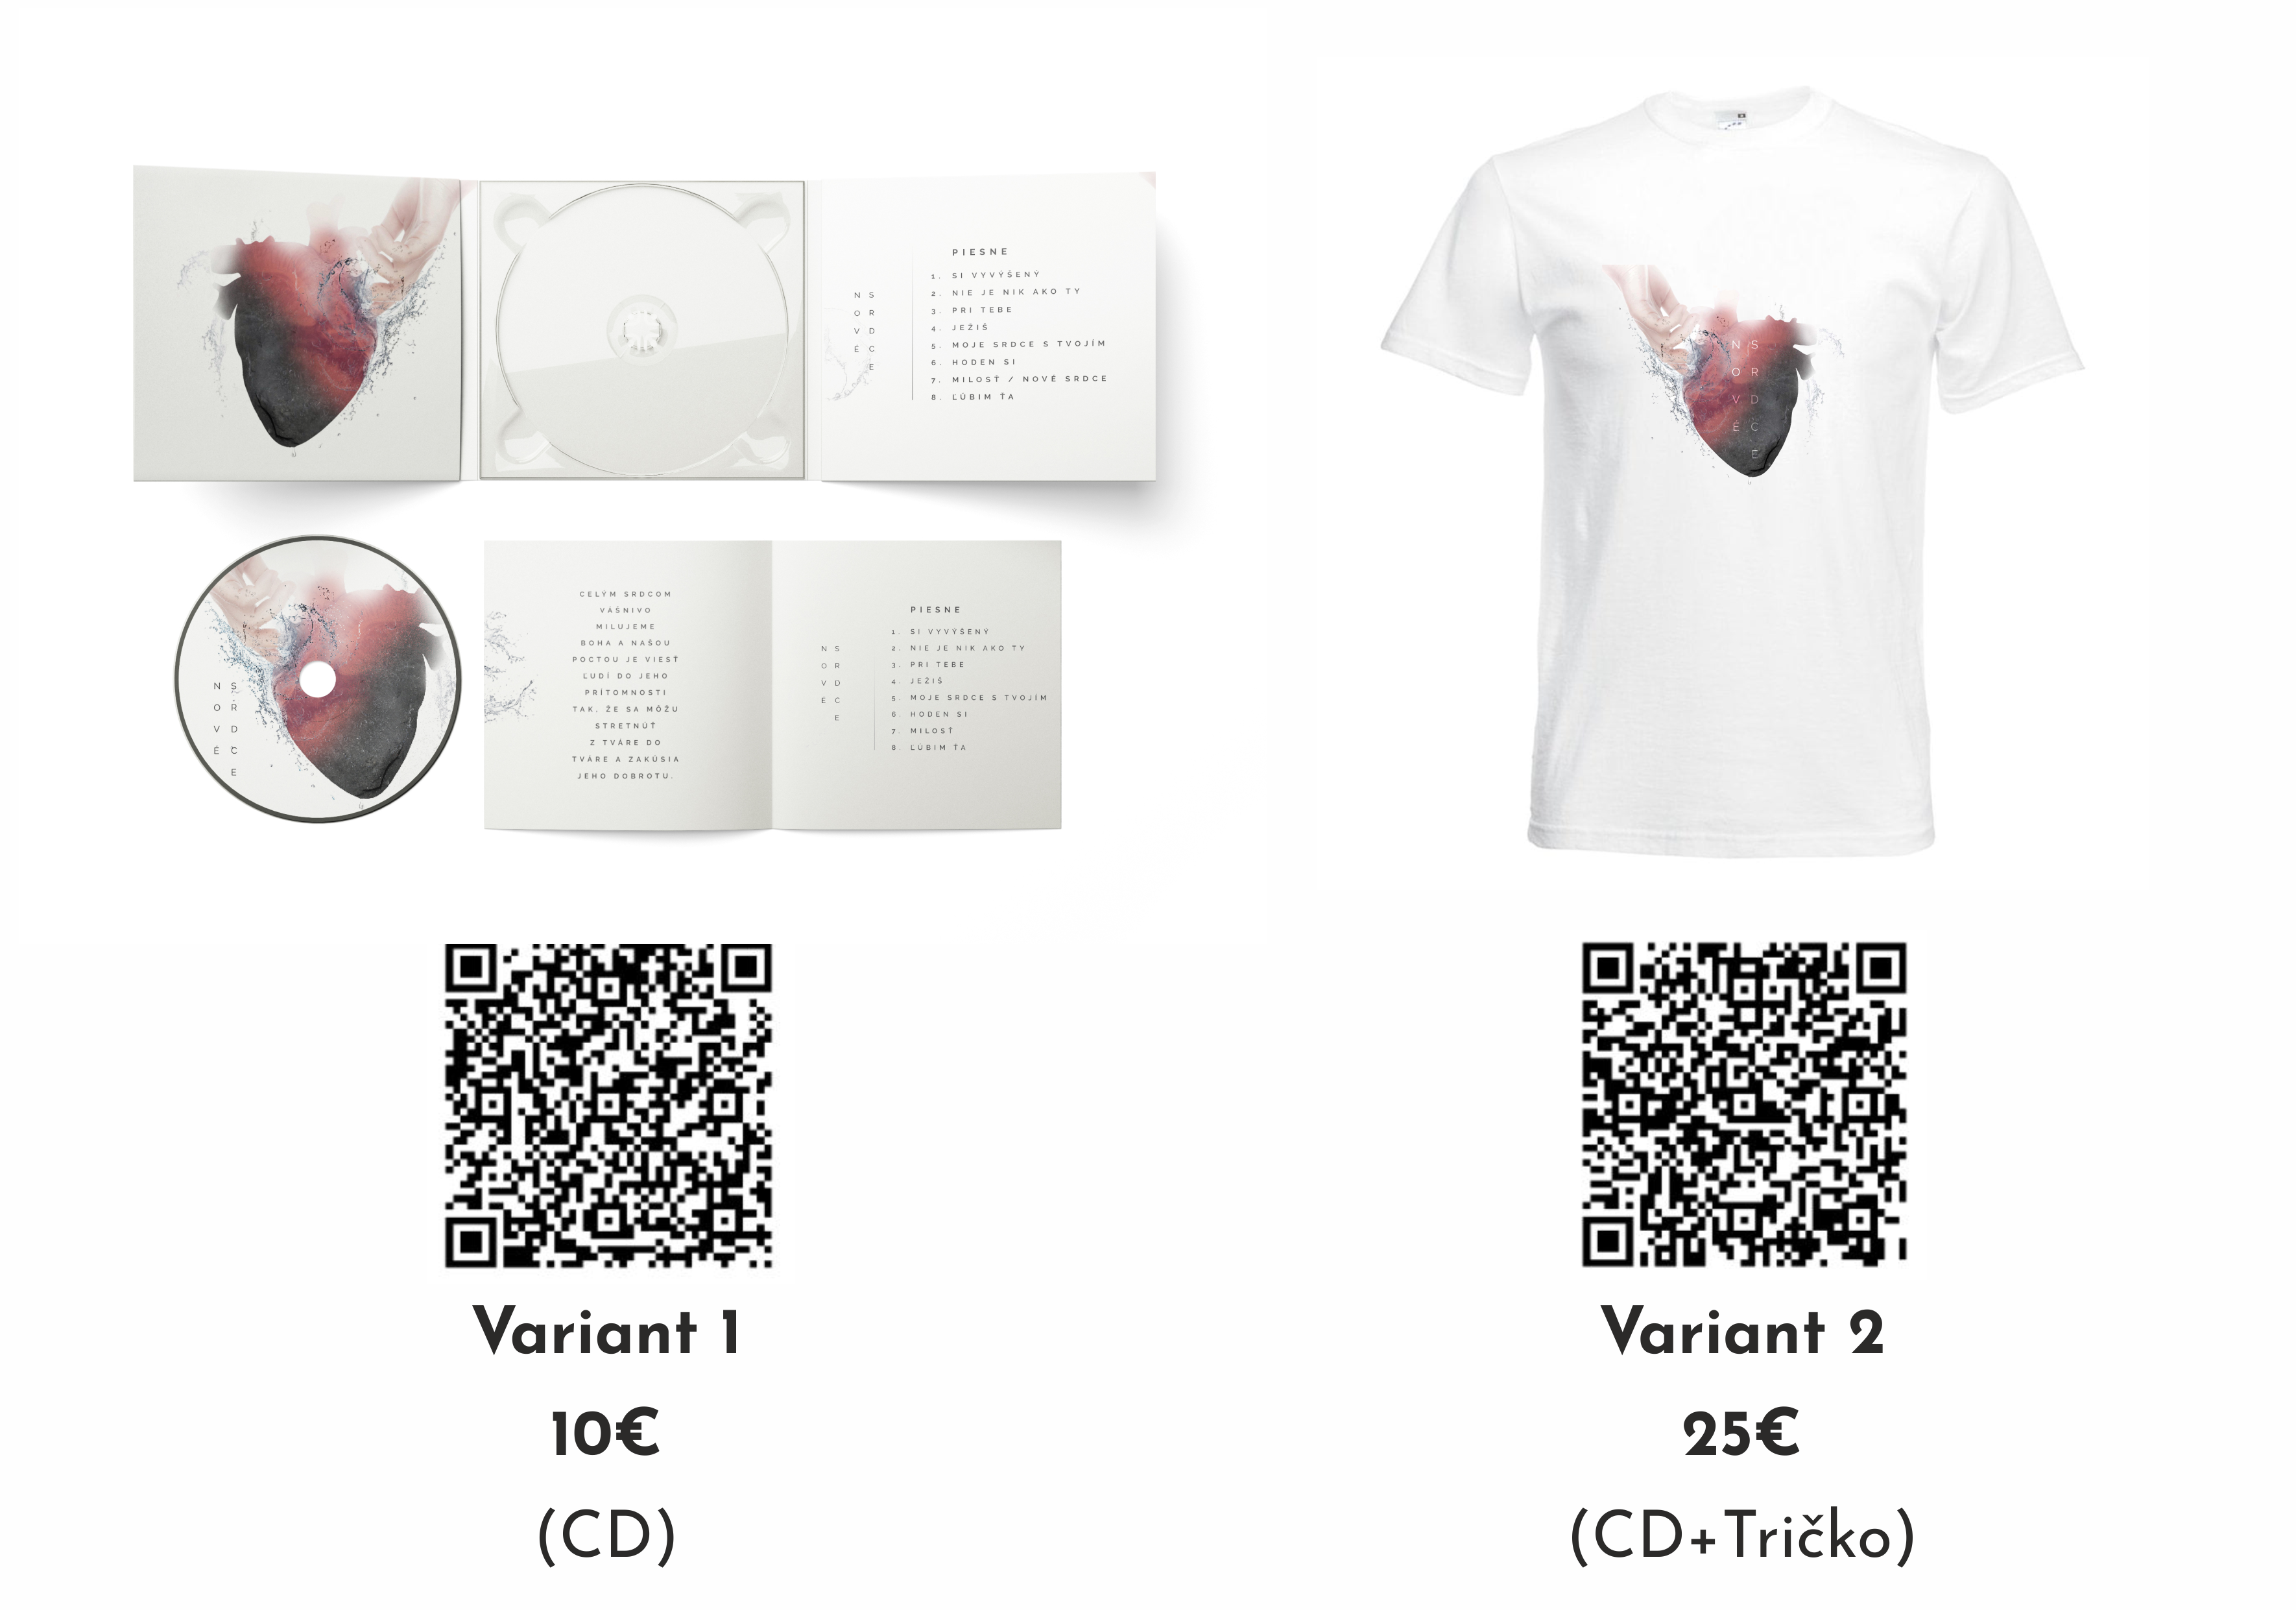 N S
O R
V D
É C
E
PIESNE
1. SI VYVÝŠENÝ
2. NIE JE NIK AKO TY
3. PRI TEBE
4. JEŽIŠ
5. MOJE SRDCE S TVOJÍM
6. HODEN SI
7. MILOSŤ / NOVÉ SRDCE
8. ĽÚBIM ŤA
N S
O R
V D
É C
E
N S
O R
V D
É C
E
CELÝM SRDCOM
VÁŠNIVO
MILUJEME
BOHA A NAŠOU
POCTOU JE VIESŤ
ĽUDÍ DO JEHO
PRÍTOMNOSTI
TAK, ŽE SA MÔŽU
STRETNÚŤ
Z TVÁRE DO
TVÁRE A ZAKÚSIA
JEHO DOBROTU.
N S
O R
V D
É C
E
PIESNE
1. SI VYVÝŠENÝ
2. NIE JE NIK AKO TY
3. PRI TEBE
4. JEŽIŠ
5. MOJE SRDCE S TVOJÍM
6. HODEN SI
7. MILOSŤ
8. ĽÚBIM ŤA
Variant 1
10€
(CD)
Variant 2
25€
(CD+Tričko)